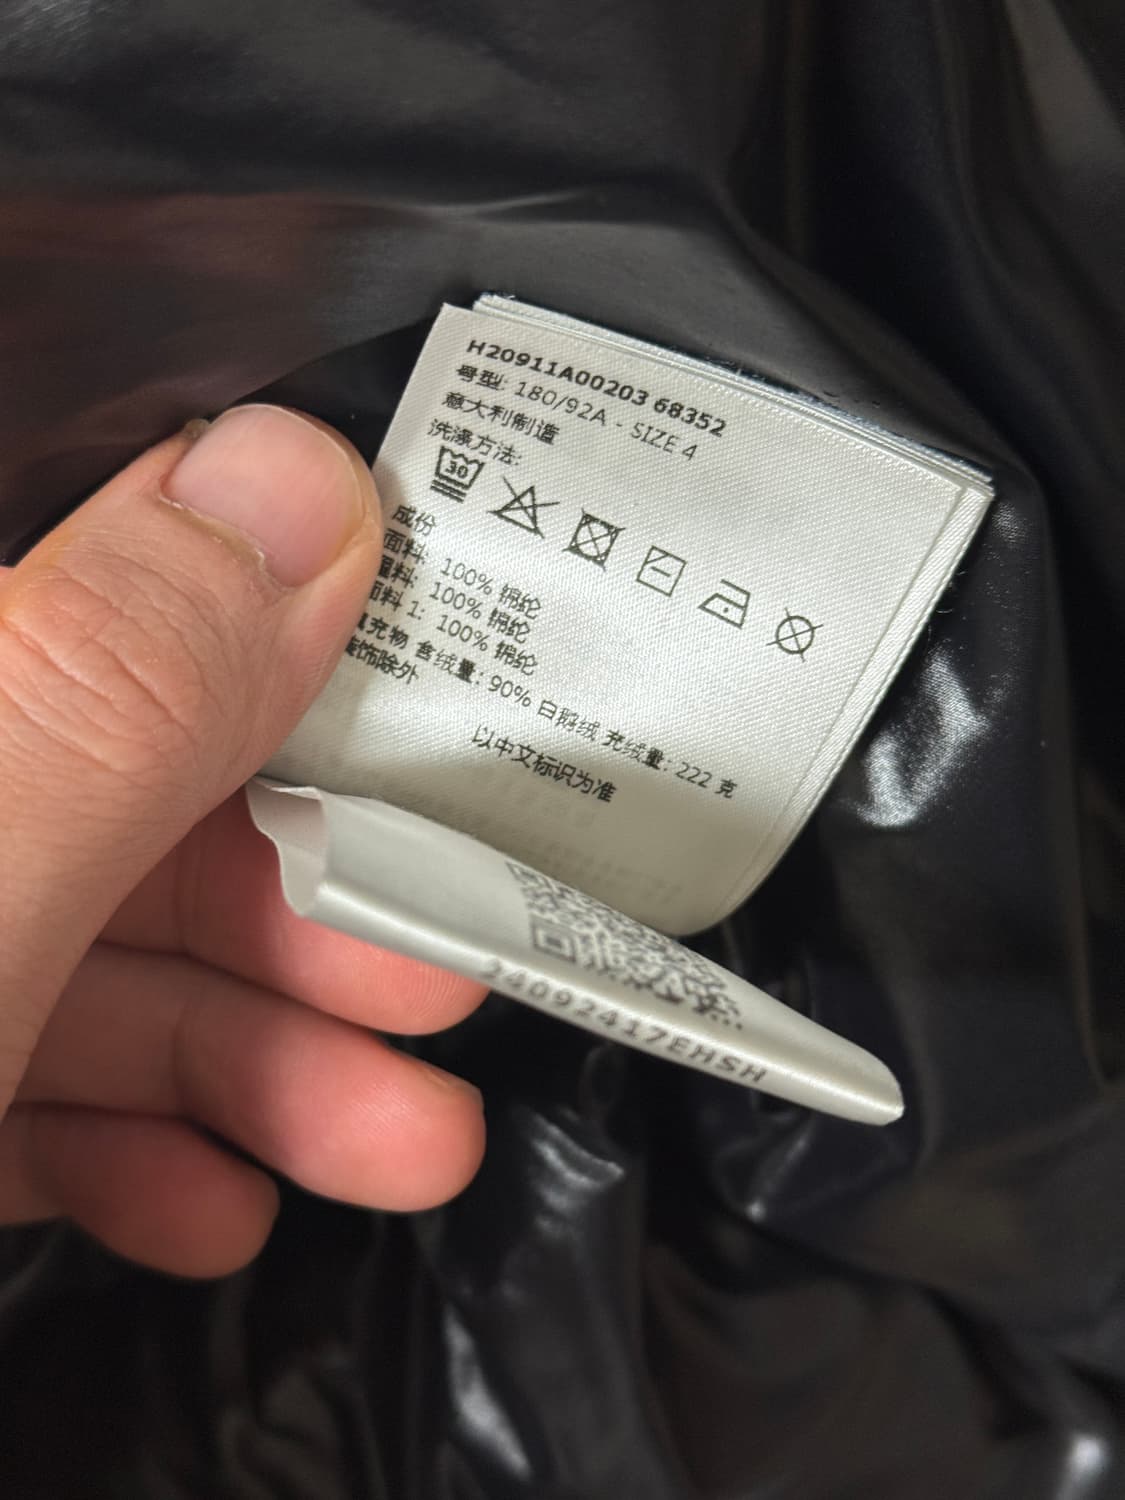 H20911A00203 68352
号型: 180/92A - SIZE 4
意大利制造
洗涤方法:
30
成份
面料: 100% 锦纶
里料: 100% 锦纶
面料 1: 100% 锦纶
填充物 含绒量: 90% 白鹅绒 充绒量: 222 克
装饰除外
以中文标识为准
24092417EHSH